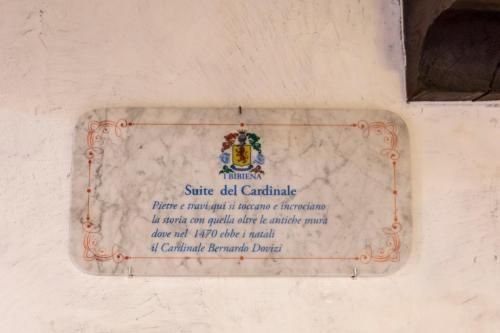 I BIBIENA
Suite del Cardinale
Pietre e travi qui si toccano e incrociano
la storia con quella oltre le antiche mura
dove nel 1470 ebbe i natali
il Cardinale Bernardo Dovizi